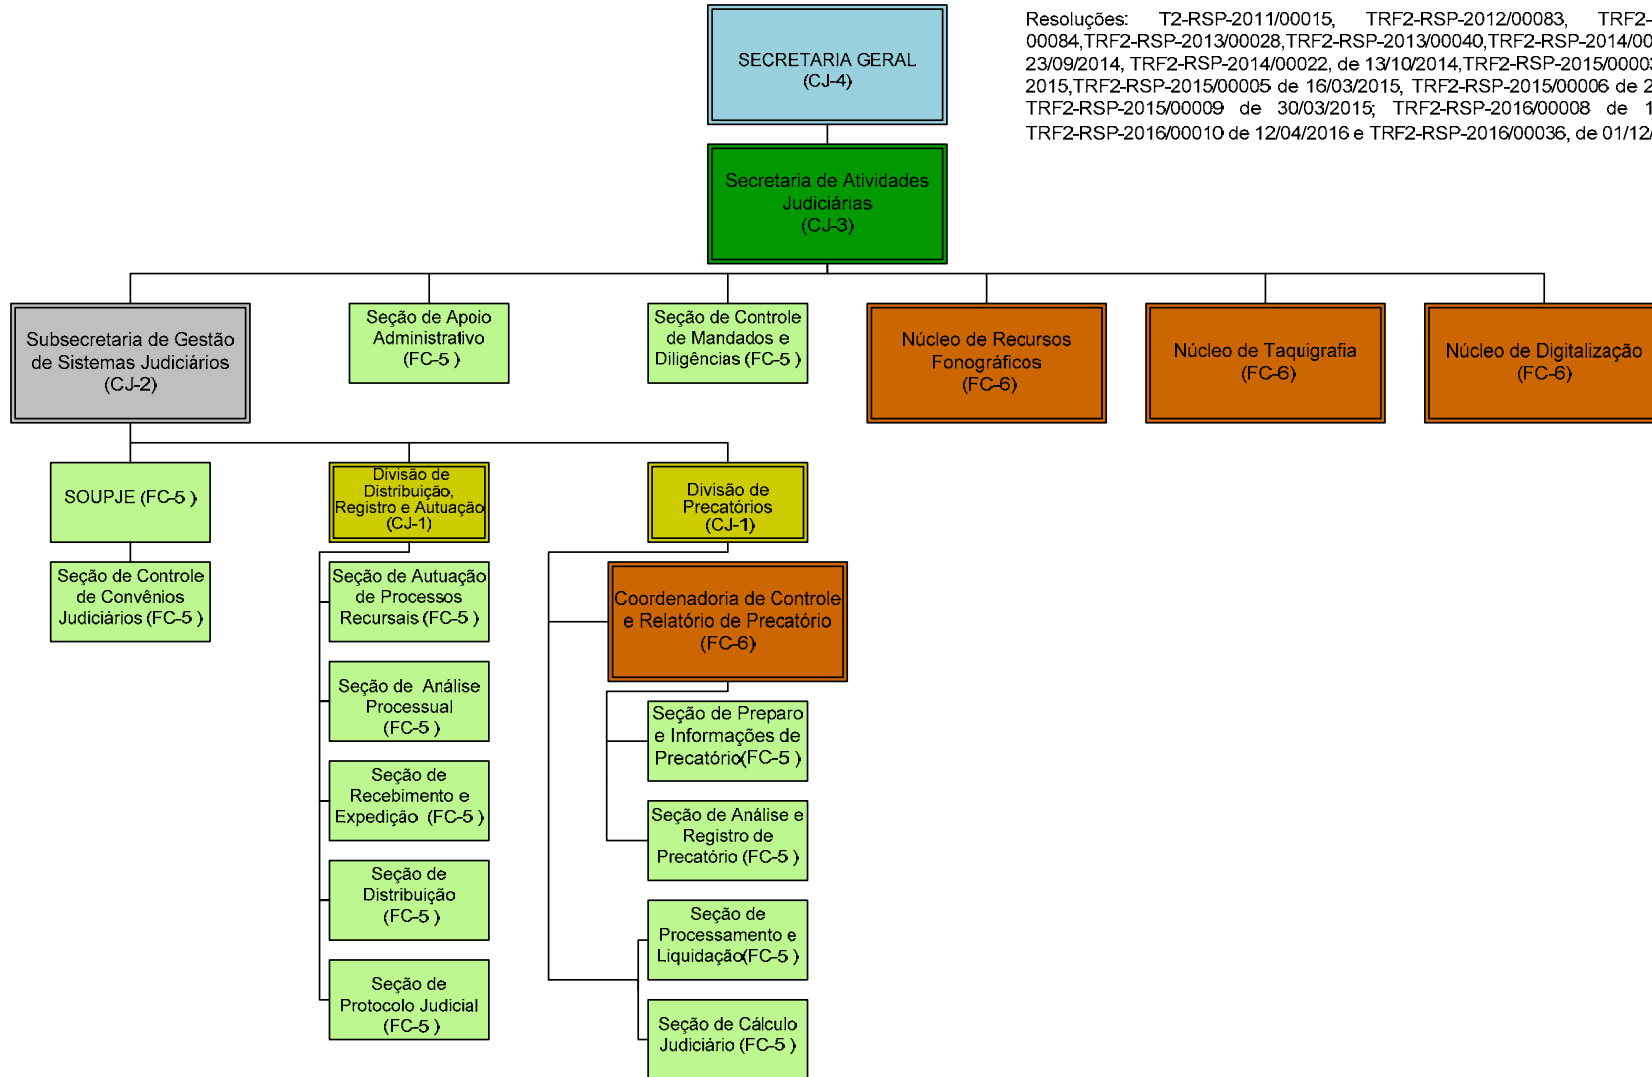 Resoluções: T2-RSP-2011/00015, TRF2-RSP-2012/00083, TRF2-
00084,TRF2-RSP-2013/00028,TRF2-RSP-2013/00040,TRF2-RSP-2014/00
23/09/2014, TRF2-RSP-2014/00022, de 13/10/2014,TRF2-RSP-2015/0000
2015,TRF2-RSP-2015/00005 de 16/03/2015, TRF2-RSP-2015/00006 de 2
TRF2-RSP-2015/00009 de 30/03/2015; TRF2-RSP-2016/00008 de 1
TRF2-RSP-2016/00010 de 12/04/2016 e TRF2-RSP-2016/00036, de 01/12/
SECRETARIA GERAL
(CJ-4)
Secretaria de Atividades
Judiciárias
(CJ-3)
Subsecretaria de Gestão
de Sistemas Judiciários
(CJ-2)
Seção de Apoio
Administrativo
(FC-5 )
Seção de Controle
de Mandados e
Diligências (FC-5 )
Núcleo de Recursos
Fonográficos
(FC-6)
Núcleo de Taquigrafia
(FC-6)
Núcleo de Digitalização
(FC-6)
SOUPJE (FC-5 )
Divisão de
Distribuição,
Registro e Autuação
(CJ-1)
Divisão de
Precatórios
(CJ-1)
Seção de Controle
de Convênios
Judiciários (FC-5 )
Seção de Autuação
de Processos
Recursais (FC-5 )
Coordenadoria de Controle
e Relatório de Precatório
(FC-6)
Seção de Análise
Processual
(FC-5 )
Seção de Preparo
e Informações de
Precatório(FC-5 )
Seção de
Recebimento e
Expedição (FC-5 )
Seção de Análise e
Registro de
Precatório (FC-5 )
Seção de
Distribuição
(FC-5 )
Seção de
Processamento e
Liquidação(FC-5 )
Seção de
Protocolo Judicial
(FC-5 )
Seção de Cálculo
Judiciário (FC-5 )